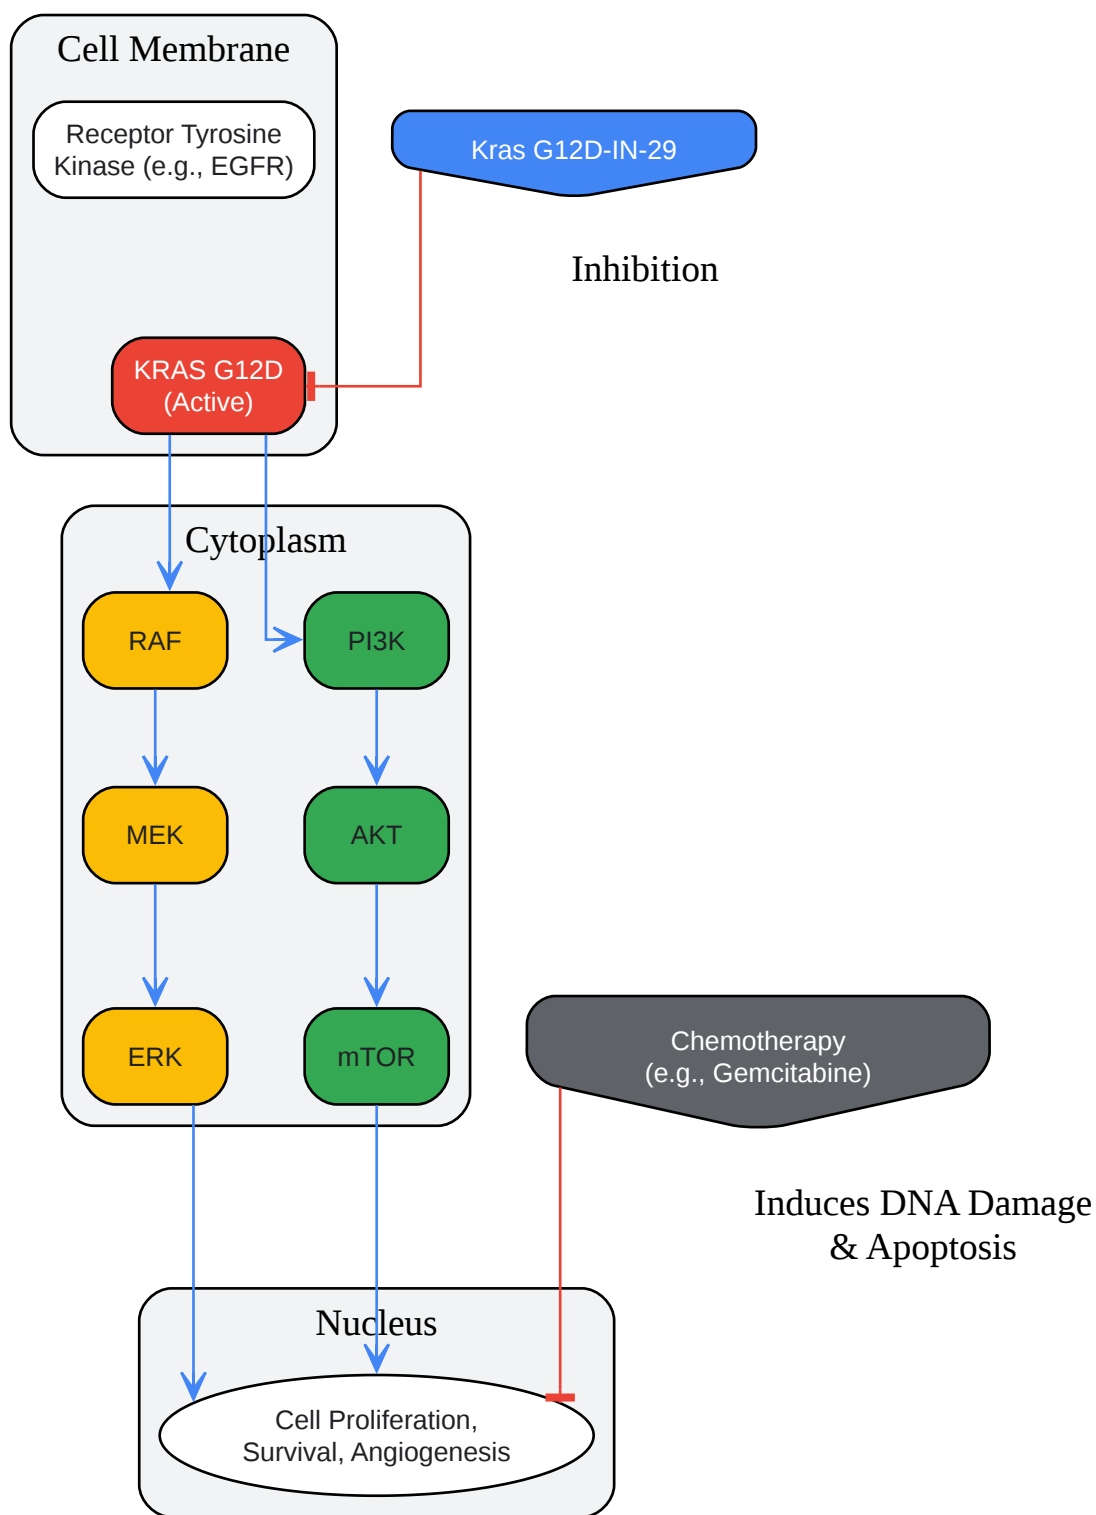 Cell Membrane
Receptor Tyrosine
Kinase (e.g., EGFR)
Kras G12D-IN-29
Inhibition
KRAS G12D
(Active)
Cytoplasm
RAF
PI3K
MEK
AKT
ERK
mTOR
Chemotherapy
(e.g., Gemcitabine)
Induces DNA Damage
& Apoptosis
Nucleus
Cell Proliferation,
Survival, Angiogenesis